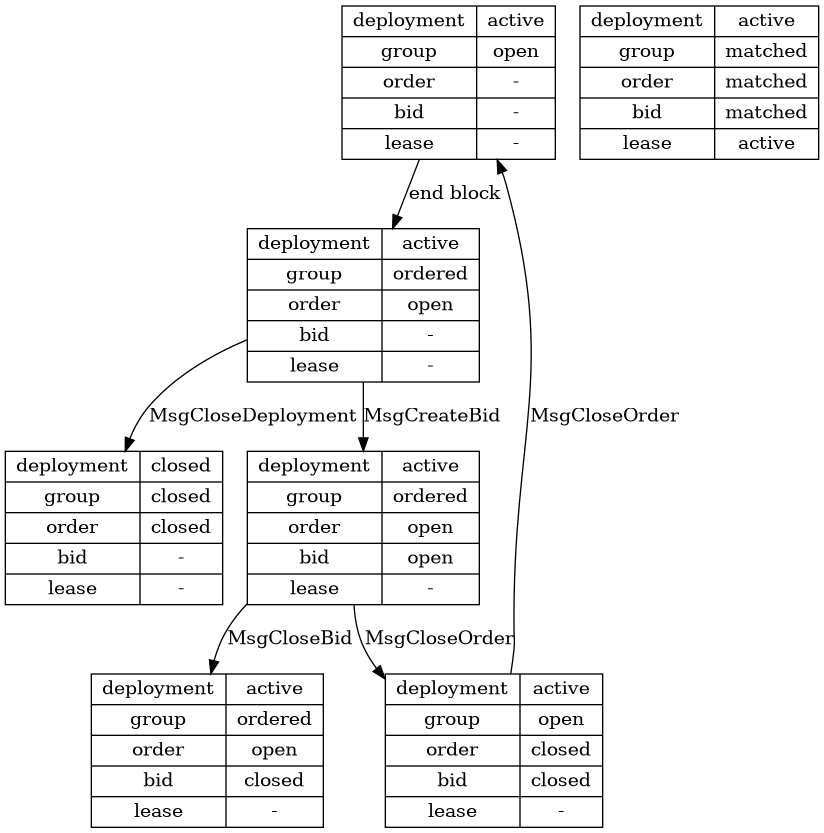 deployment active
group open
order -
bid -
lease -
deployment active
group matched
order matched
bid matched
lease active
end block
deployment active
group ordered
order open
bid -
lease -
MsgCloseDeployment
MsgCreateBid
MsgCloseOrder
deployment closed
group closed
order closed
bid -
lease -
deployment active
group ordered
order open
bid open
lease -
MsgCloseBid
MsgCloseOrder
deployment active
group ordered
order open
bid closed
lease -
deployment active
group open
order closed
bid closed
lease -